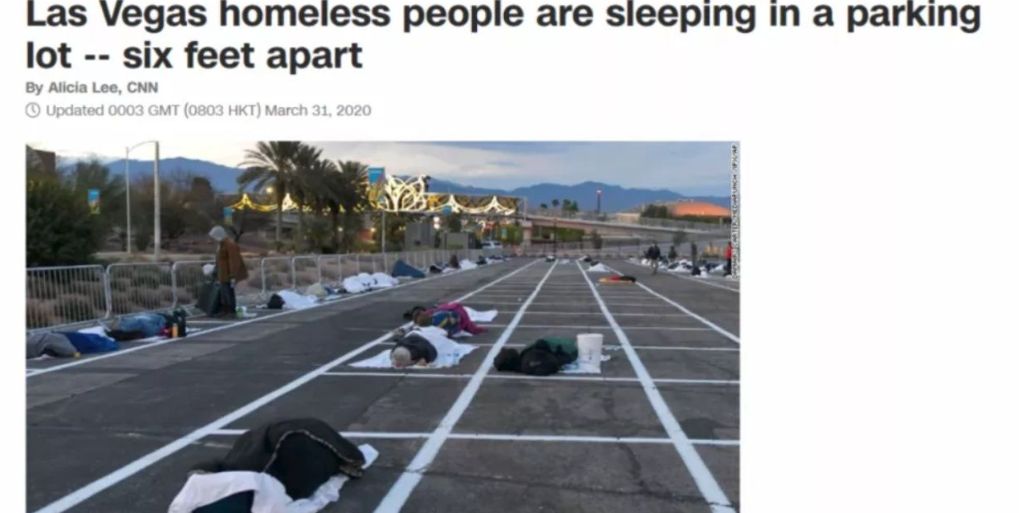 Las Vegas homeless people are sleeping in a parking
lot -- six feet apart
By Alicia Lee, CNN
Updated 0003 GMT (0803 HKT) March 31, 2020